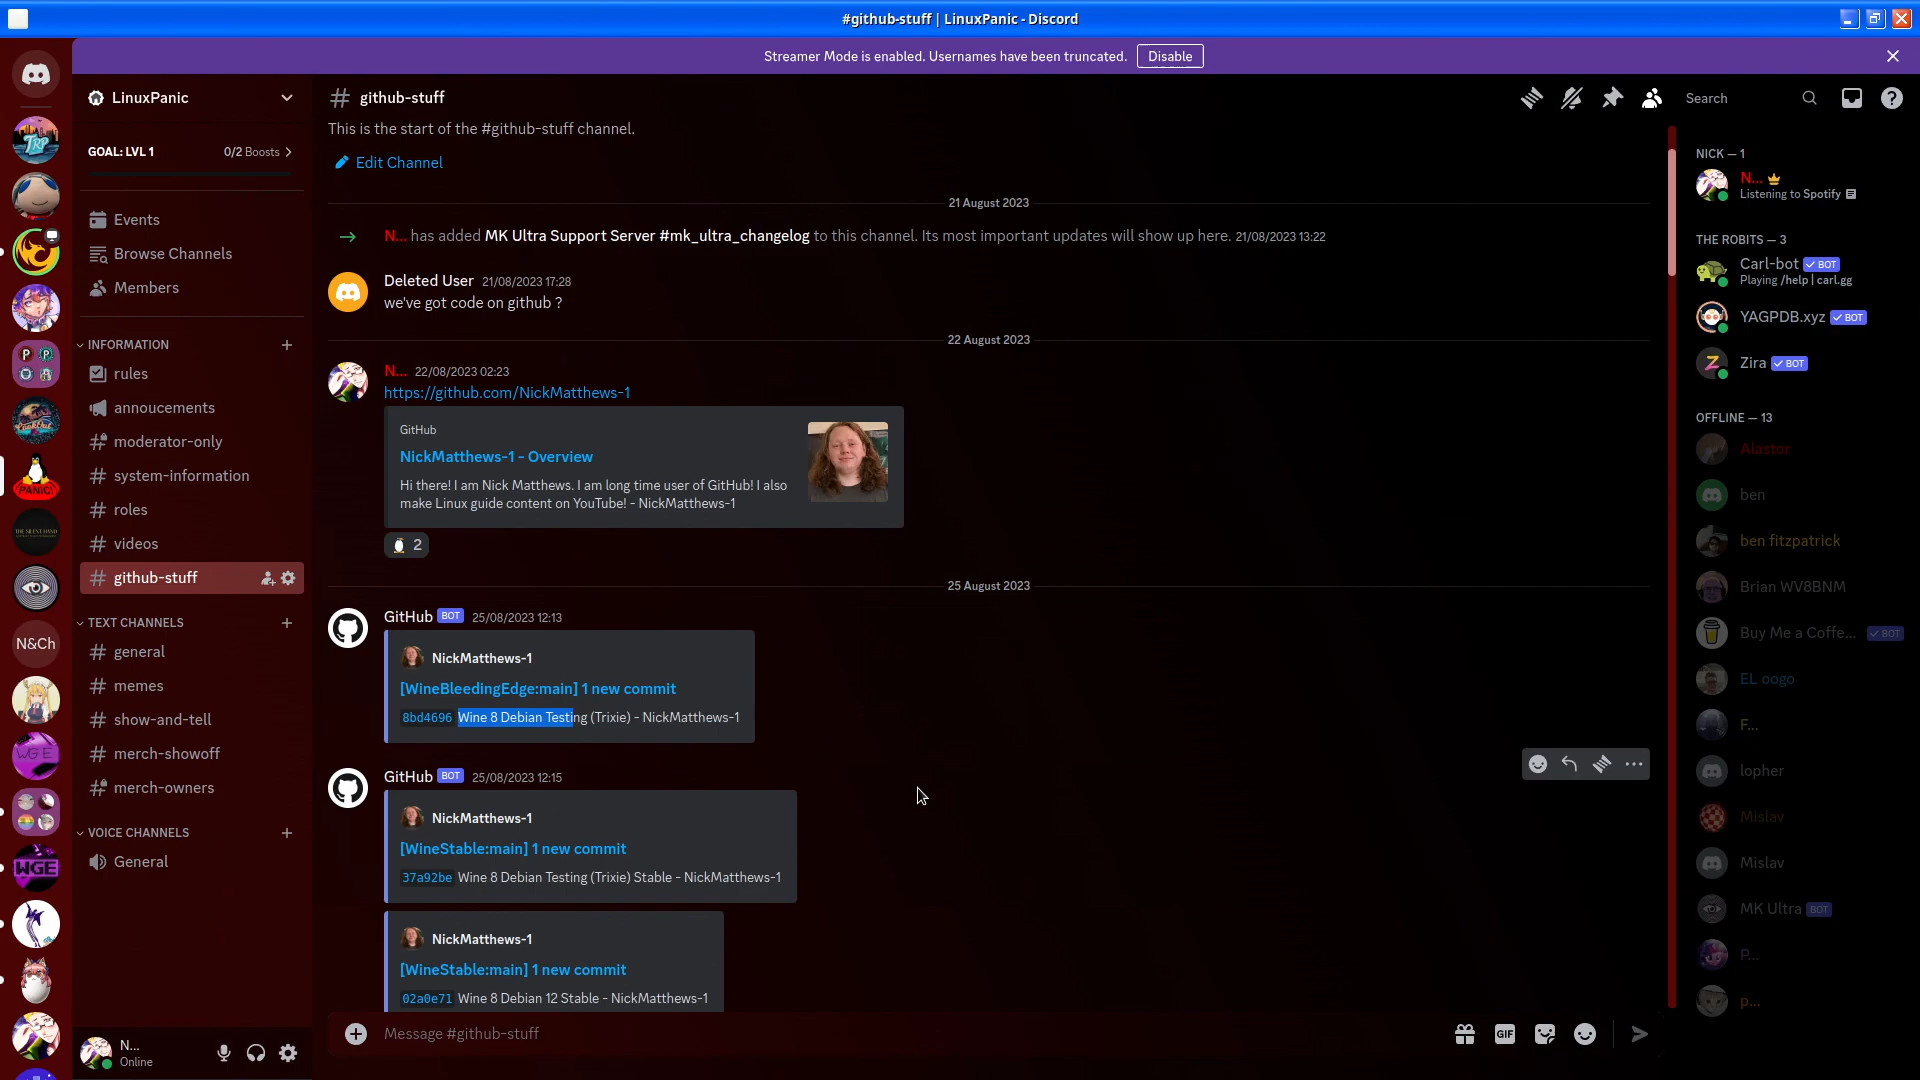 #github-stuff | LinuxPanic - Discord
Streamer Mode is enabled. Usernames have been truncated. Disable
LinuxPanic
GOAL: LVL 1 0/2 Boosts
Events
Browse Channels
Members
INFORMATION
rules
annoucements
moderator-only
system-information
roles
videos
github-stuff
TEXT CHANNELS
general
memes
show-and-tell
merch-showoff
merch-owners
VOICE CHANNELS
General
TRP
PANIC!
N&Ch
WGE
WGE
N...
Online
github-stuff
Search
This is the start of the #github-stuff channel.
Edit Channel
21 August 2023
N... has added MK Ultra Support Server #mk_ultra_changelog to this channel. Its most important updates will show up here. 21/08/2023 13:22
Deleted User 21/08/2023 17:28
we've got code on github ?
22 August 2023
N... 22/08/2023 02:23
https://github.com/NickMatthews-1
GitHub
NickMatthews-1 - Overview
Hi there! I am Nick Matthews. I am long time user of GitHub! I also
make Linux guide content on YouTube! - NickMatthews-1
2
25 August 2023
GitHub BOT 25/08/2023 12:13
NickMatthews-1
[WineBleedingEdge:main] 1 new commit
8bd4696 Wine 8 Debian Testing (Trixie) - NickMatthews-1
GitHub BOT 25/08/2023 12:15
NickMatthews-1
[WineStable:main] 1 new commit
37a92be Wine 8 Debian Testing (Trixie) Stable - NickMatthews-1
NickMatthews-1
[WineStable:main] 1 new commit
02a0e71 Wine 8 Debian 12 Stable - NickMatthews-1
Message #github-stuff
GIF
NICK — 1
N...
Listening to Spotify
THE ROBITS — 3
Carl-bot BOT
Playing /help | carl.gg
YAGPDB.xyz BOT
Zira BOT
OFFLINE — 13
Alastor
ben
ben fitzpatrick
Brian WV8BNM
Buy Me a Coffe... BOT
EL oogo
F...
lopher
Mislav
Mislav
MK Ultra BOT
P...
p...